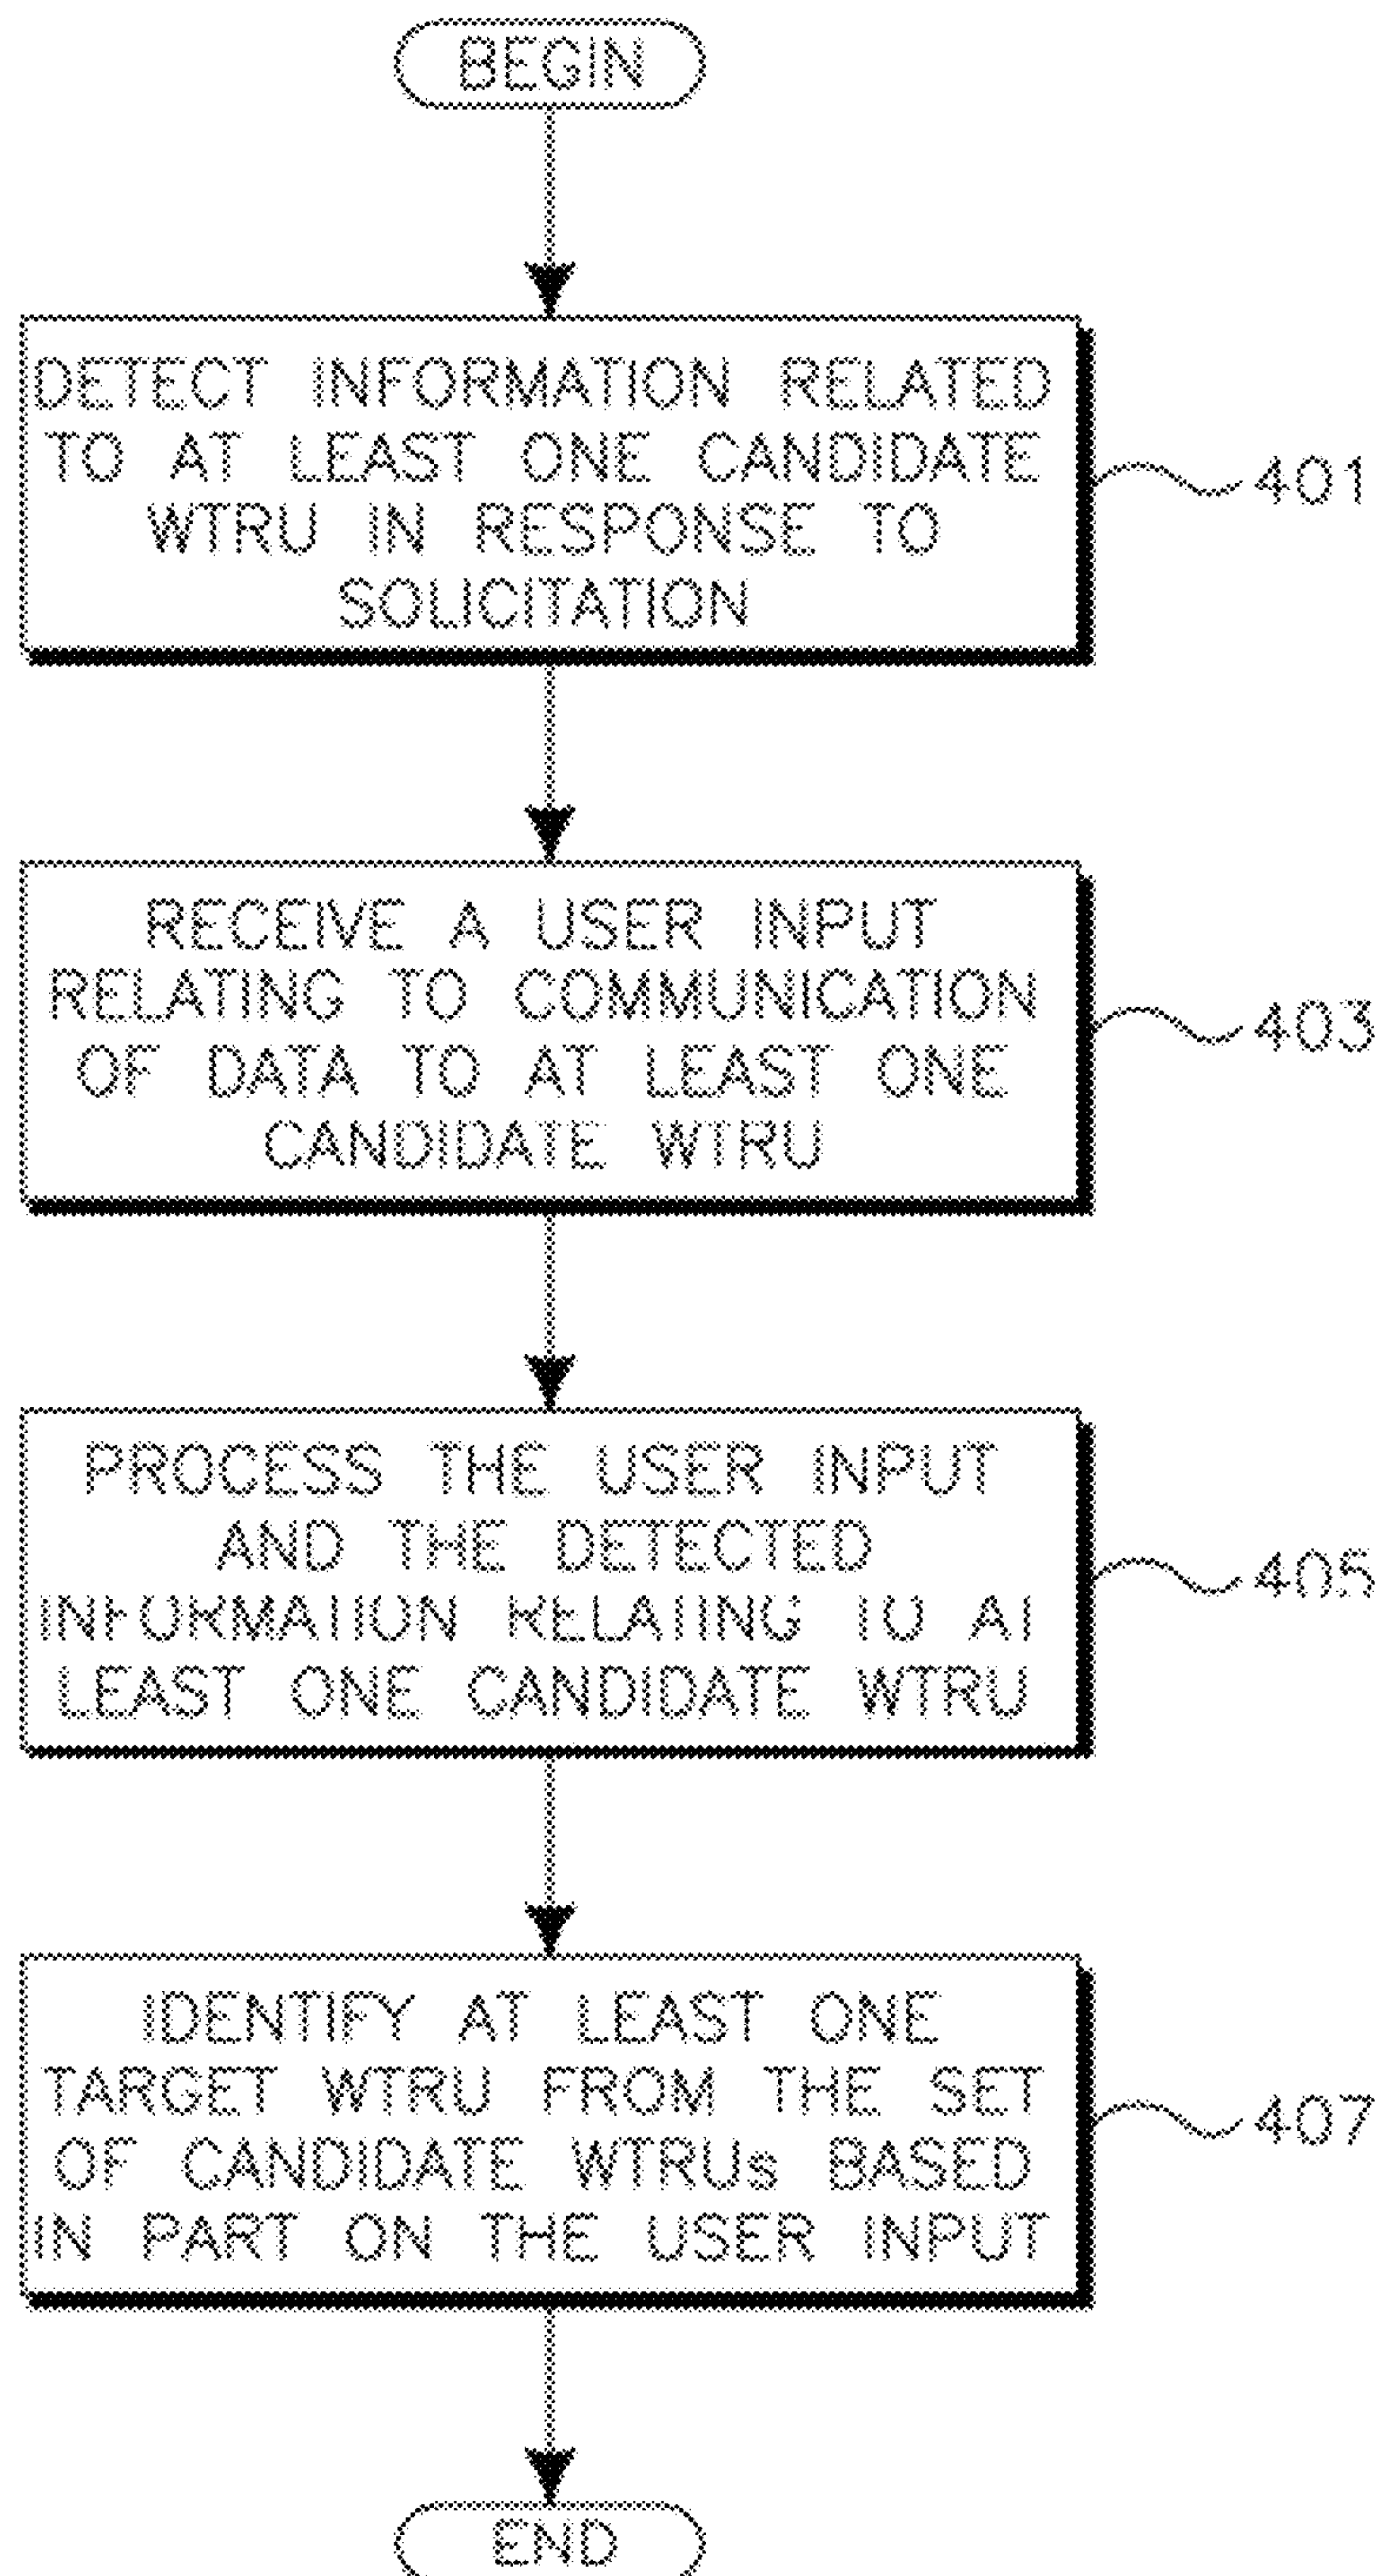 BEGIN
DETECT INFORMATION RELATED
TO AT LEAST ONE CANDIDATE
WTRU IN RESPONSE TO
SOLICITATION
401
RECEIVE A USER INPUT
RELATING TO COMMUNICATION
OF DATA TO AT LEAST ONE
CANDIDATE WTRU
403
PROCESS THE USER INPUT
AND THE DETECTED
INFORMATION RELATING TO AT
LEAST ONE CANDIDATE WTRU
405
IDENTIFY AT LEAST ONE
TARGET WTRU FROM THE SET
OF CANDIDATE WTRUs BASED
IN PART ON THE USER INPUT
407
END